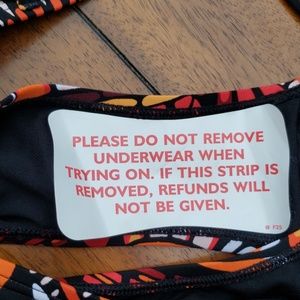 PLEASE DO NOT REMOVE
UNDERWEAR WHEN
TRYING ON. IF THIS STRIP IS
REMOVED, REFUNDS WILL
NOT BE GIVEN.